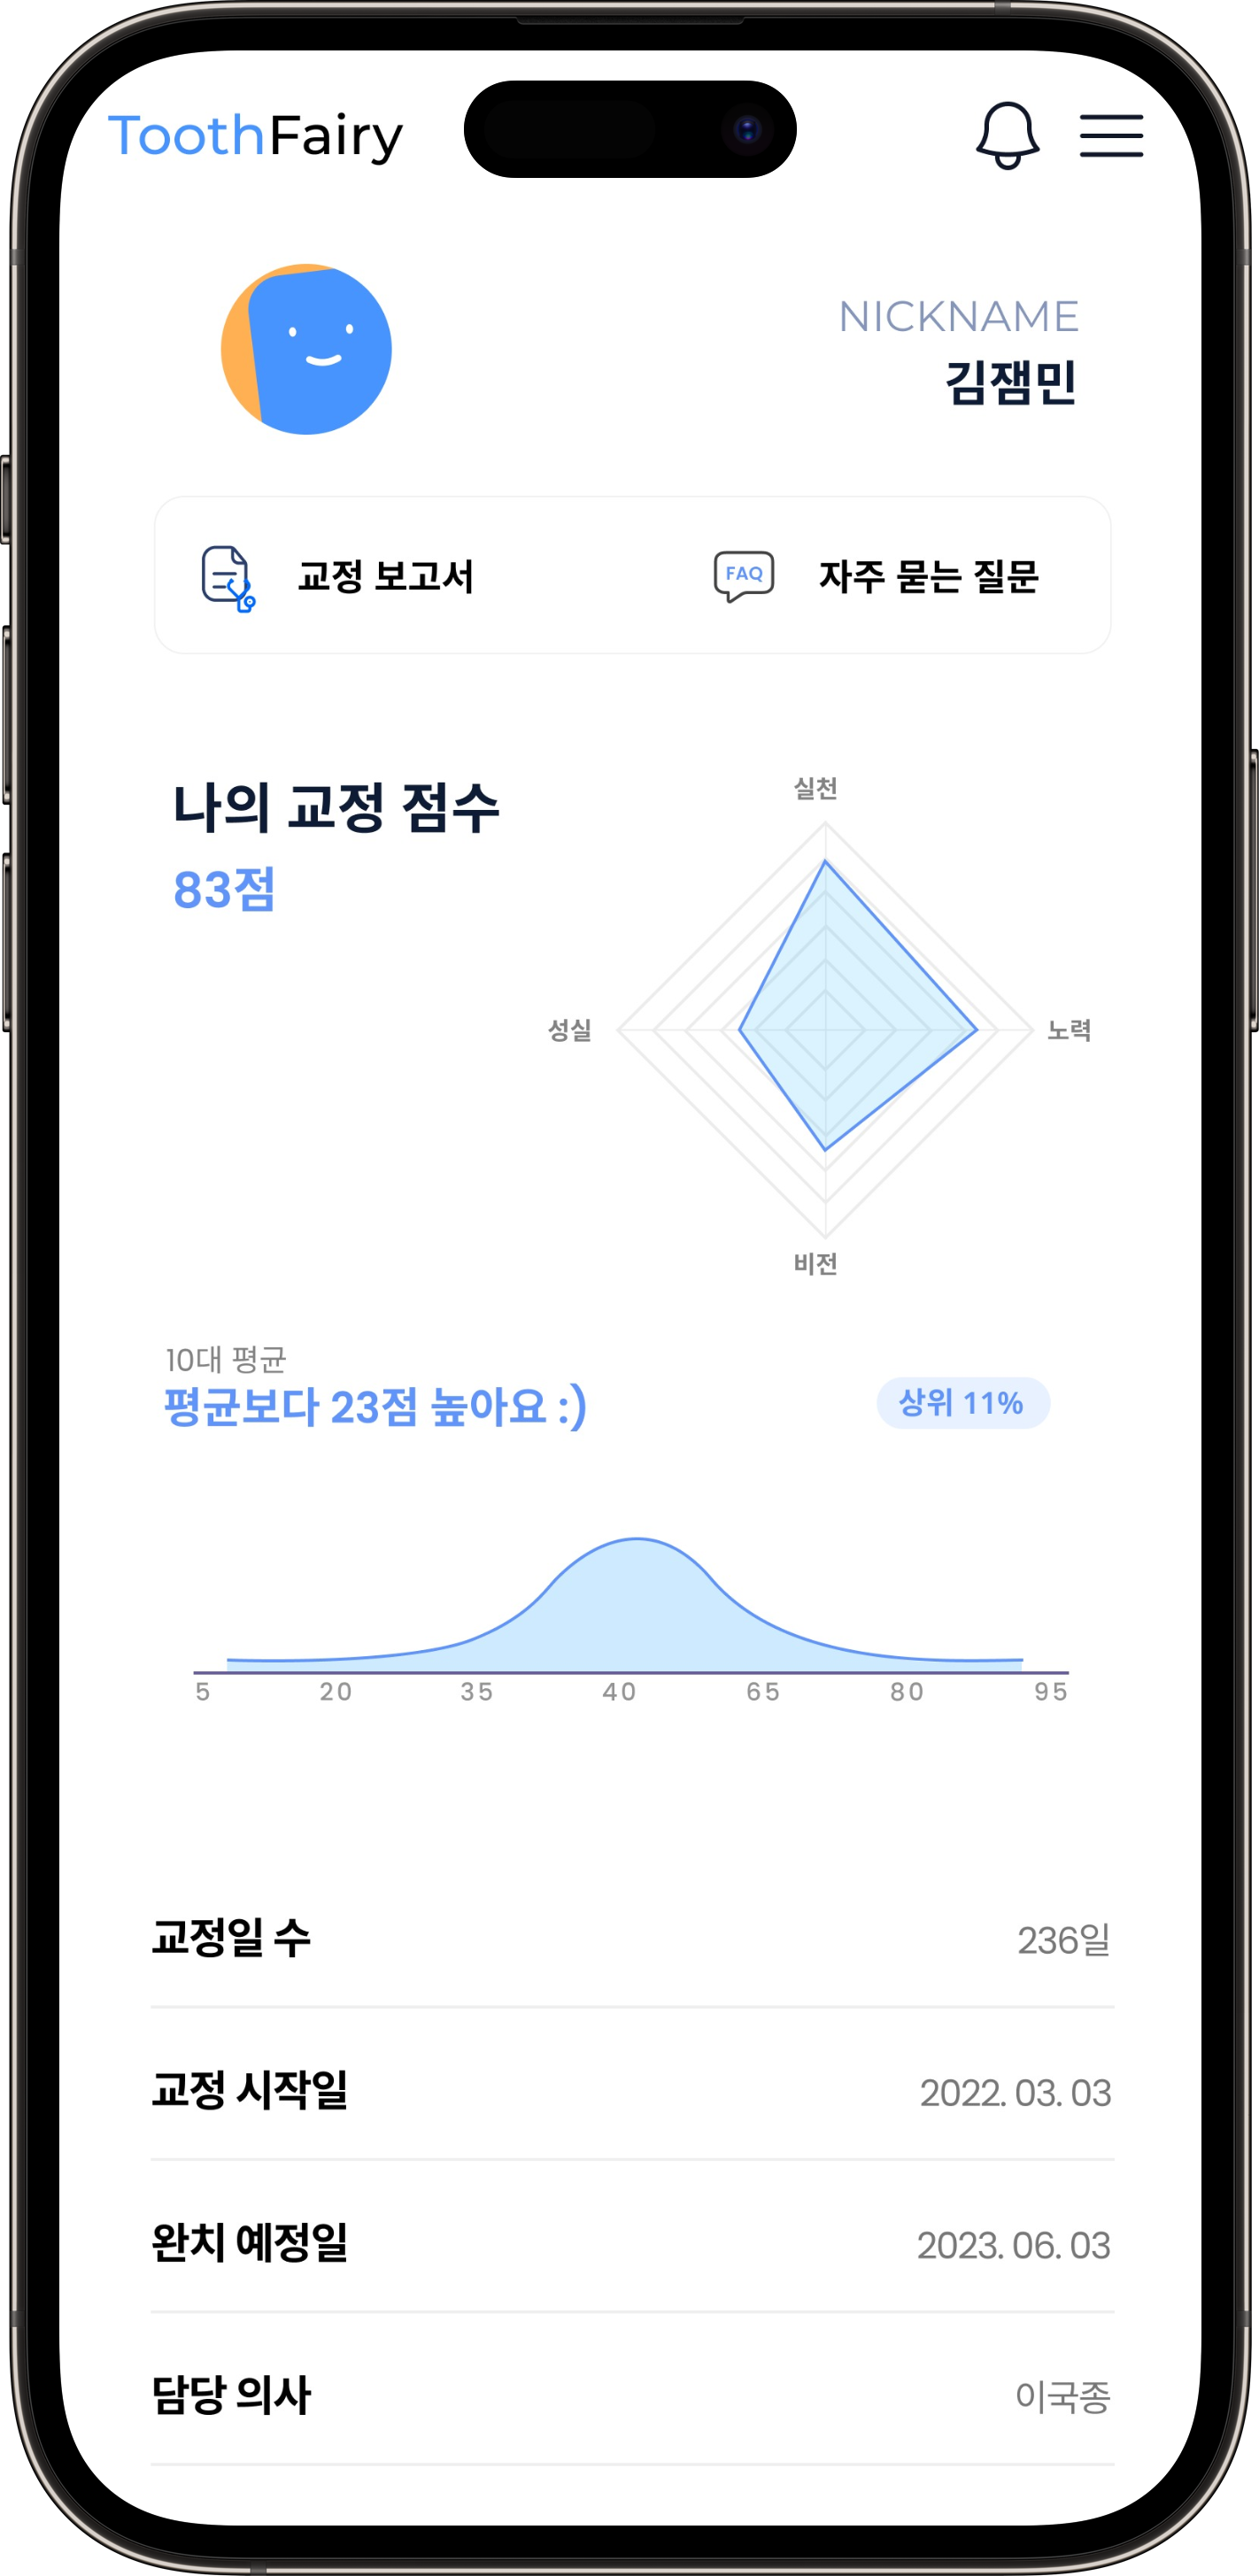 ToothFairy
NICKNAME
김잼민
교정 보고서
FAQ
자주 묻는 질문
나의 교정 점수
83점
실천
성실
노력
비전
10대 평균
평균보다 23점 높아요 :)
상위 11%
5 20 35 40 65 80 95
교정일 수 236일
교정 시작일 2022. 03. 03
완치 예정일 2023. 06. 03
담당 의사 이국종